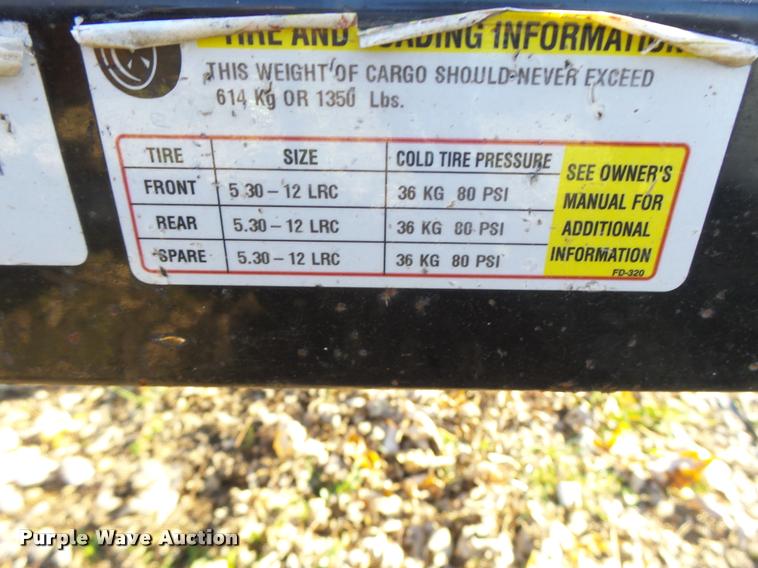 TIRE AND LOADING INFORMATION
THIS WEIGHT OF CARGO SHOULD NEVER EXCEED
614 Kg OR 1350 Lbs.
TIRE SIZE COLD TIRE PRESSURE
FRONT 5.30-12 LRC 36 KG 80 PSI
REAR 5.30-12 LRC 36 KG 80 PSI
SPARE 5.30-12 LRC 36 KG 80 PSI
SEE OWNER'S
MANUAL FOR
ADDITIONAL
INFORMATION
FD-320
Purple Wave Auction